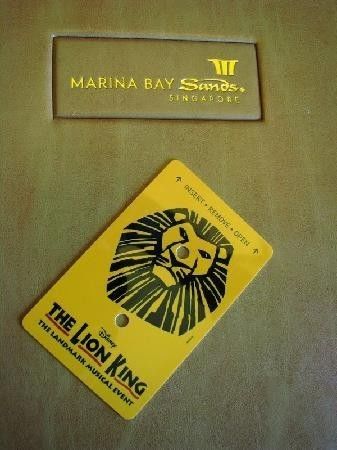 MARINA BAY Sands.
SINGAPORE
INSERT • REMOVE • OPEN
Disney
THE LION KING
THE LANDMARK MUSICAL EVENT